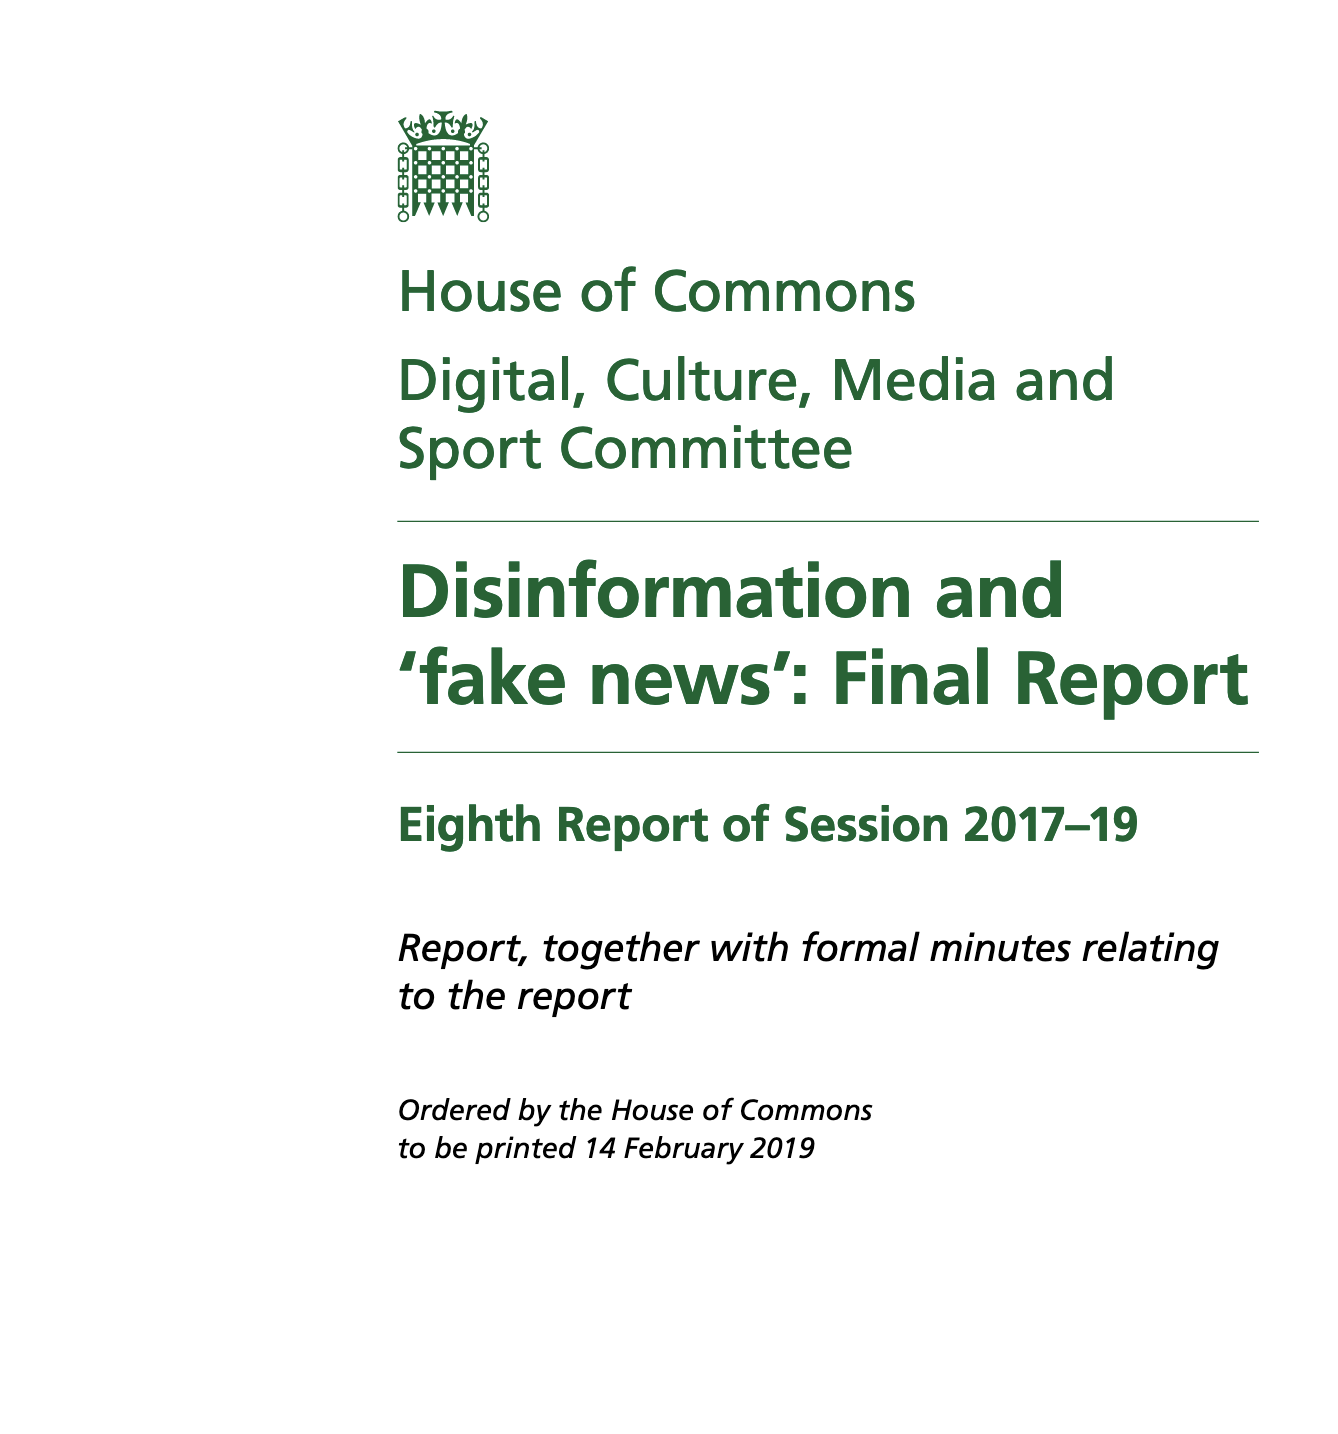 House of Commons
Digital, Culture, Media and
Sport Committee
Disinformation and
‘fake news’: Final Report
Eighth Report of Session 2017–19
Report, together with formal minutes relating
to the report
Ordered by the House of Commons
to be printed 14 February 2019